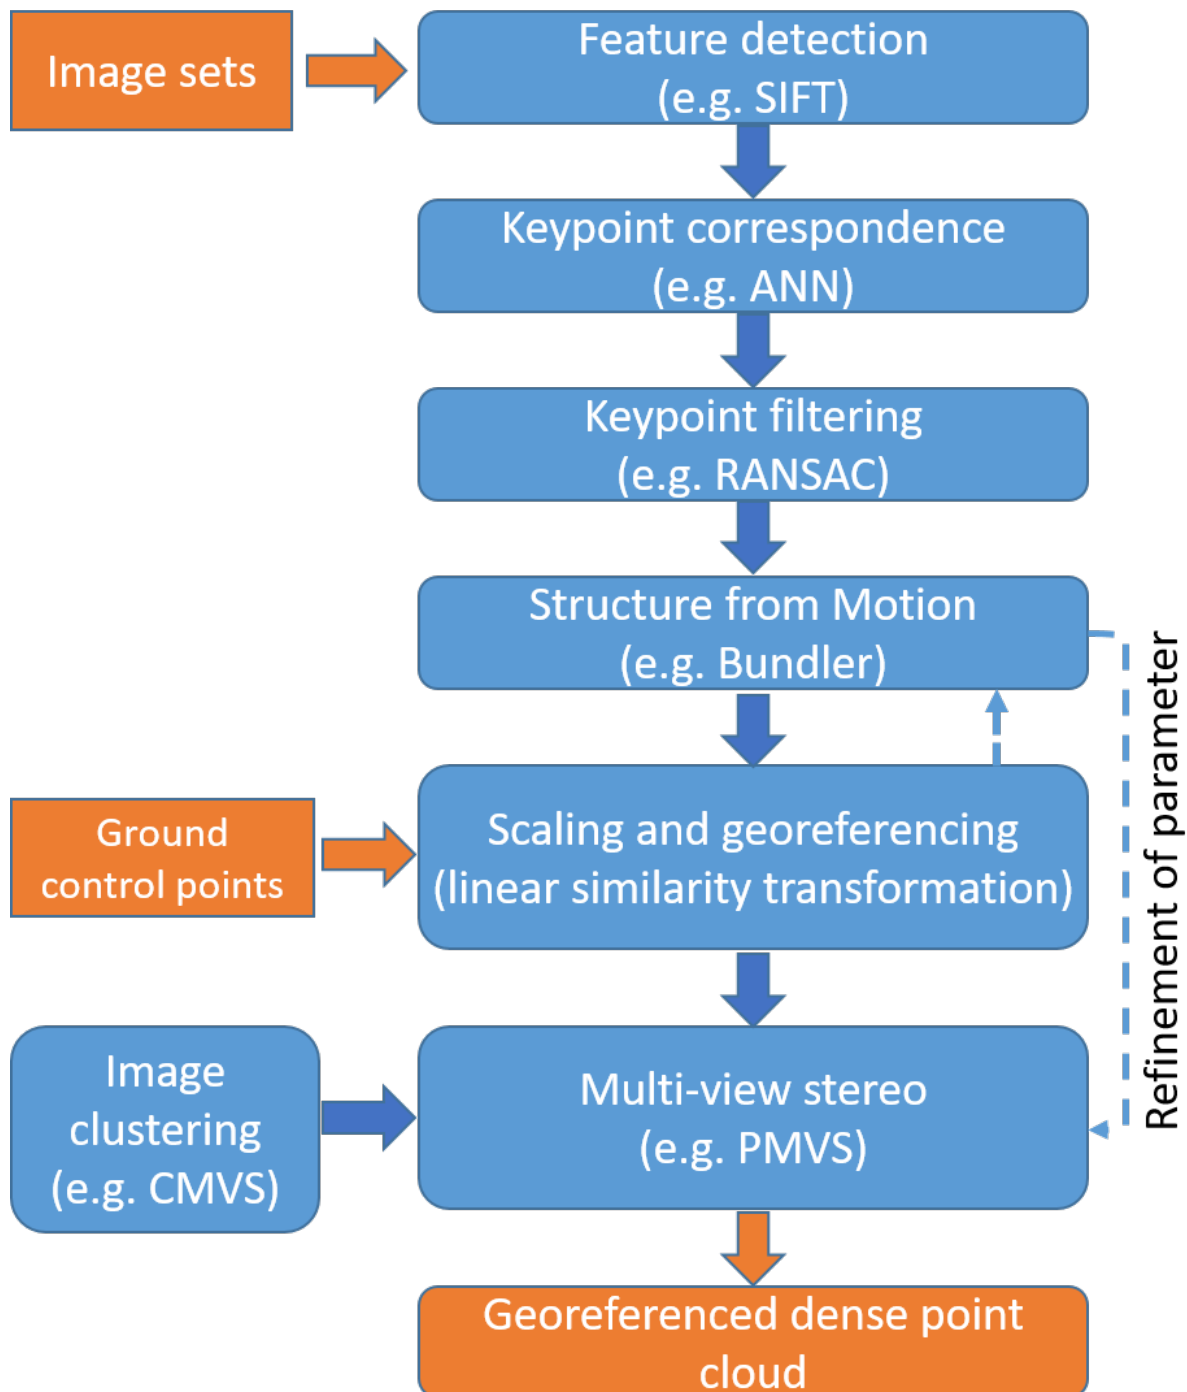 Image sets
Feature detection
(e.g. SIFT)
Keypoint correspondence
(e.g. ANN)
Keypoint filtering
(e.g. RANSAC)
Structure from Motion
(e.g. Bundler)
Refinement of parameter
Ground
control points
Scaling and georeferencing
(linear similarity transformation)
Image
clustering
(e.g. CMVS)
Multi-view stereo
(e.g. PMVS)
Georeferenced dense point
cloud